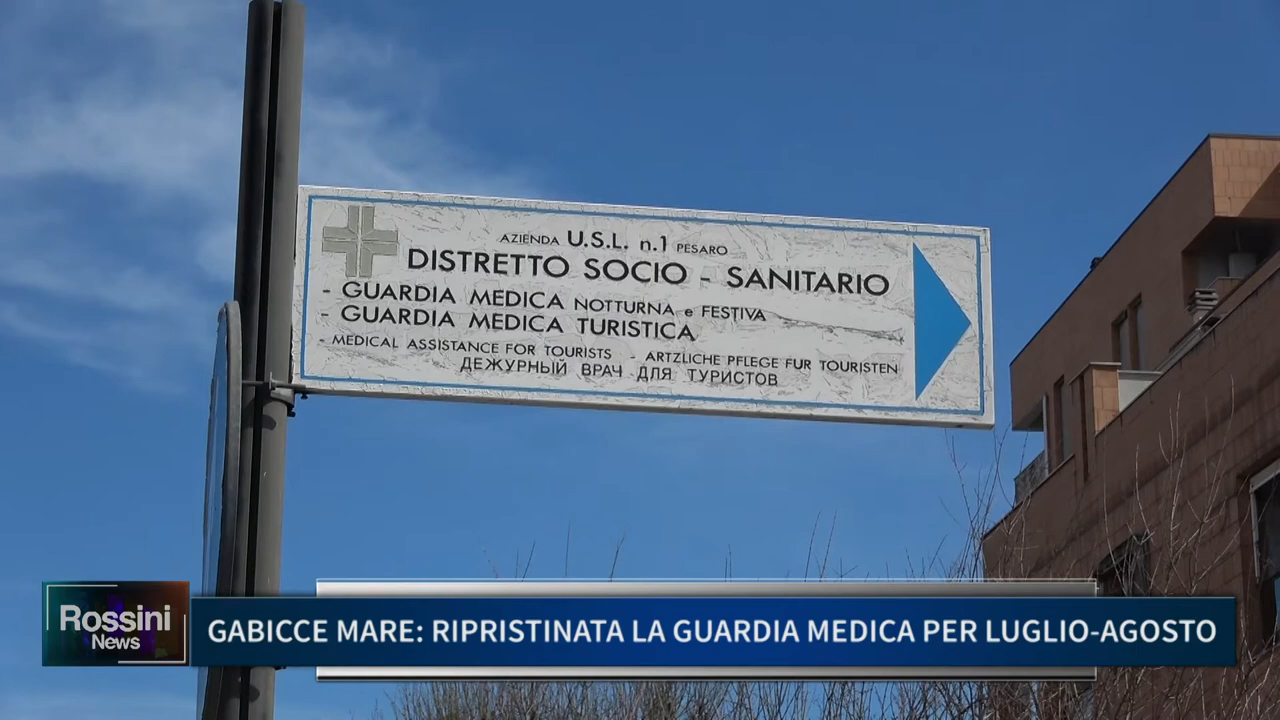 AZIENDA U.S.L. n.1 PESARO
DISTRETTO SOCIO - SANITARIO
- GUARDIA MEDICA NOTTURNA e FESTIVA
- GUARDIA MEDICA TURISTICA
- MEDICAL ASSISTANCE FOR TOURISTS - ARTZLICHE PFLEGE FUR TOURISTEN
ДЕЖУРНЫЙ ВРАЧ ДЛЯ ТУРИСТОВ
Rossini
News
GABICCE MARE: RIPRISTINATA LA GUARDIA MEDICA PER LUGLIO-AGOSTO